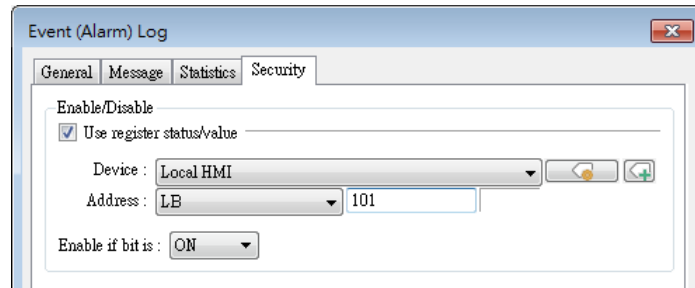 Event (Alarm) Log
General Message Statistics Security
Enable/Disable
Use register status/value
Device : Local HMI
Address : LB 101
Enable if bit is : ON